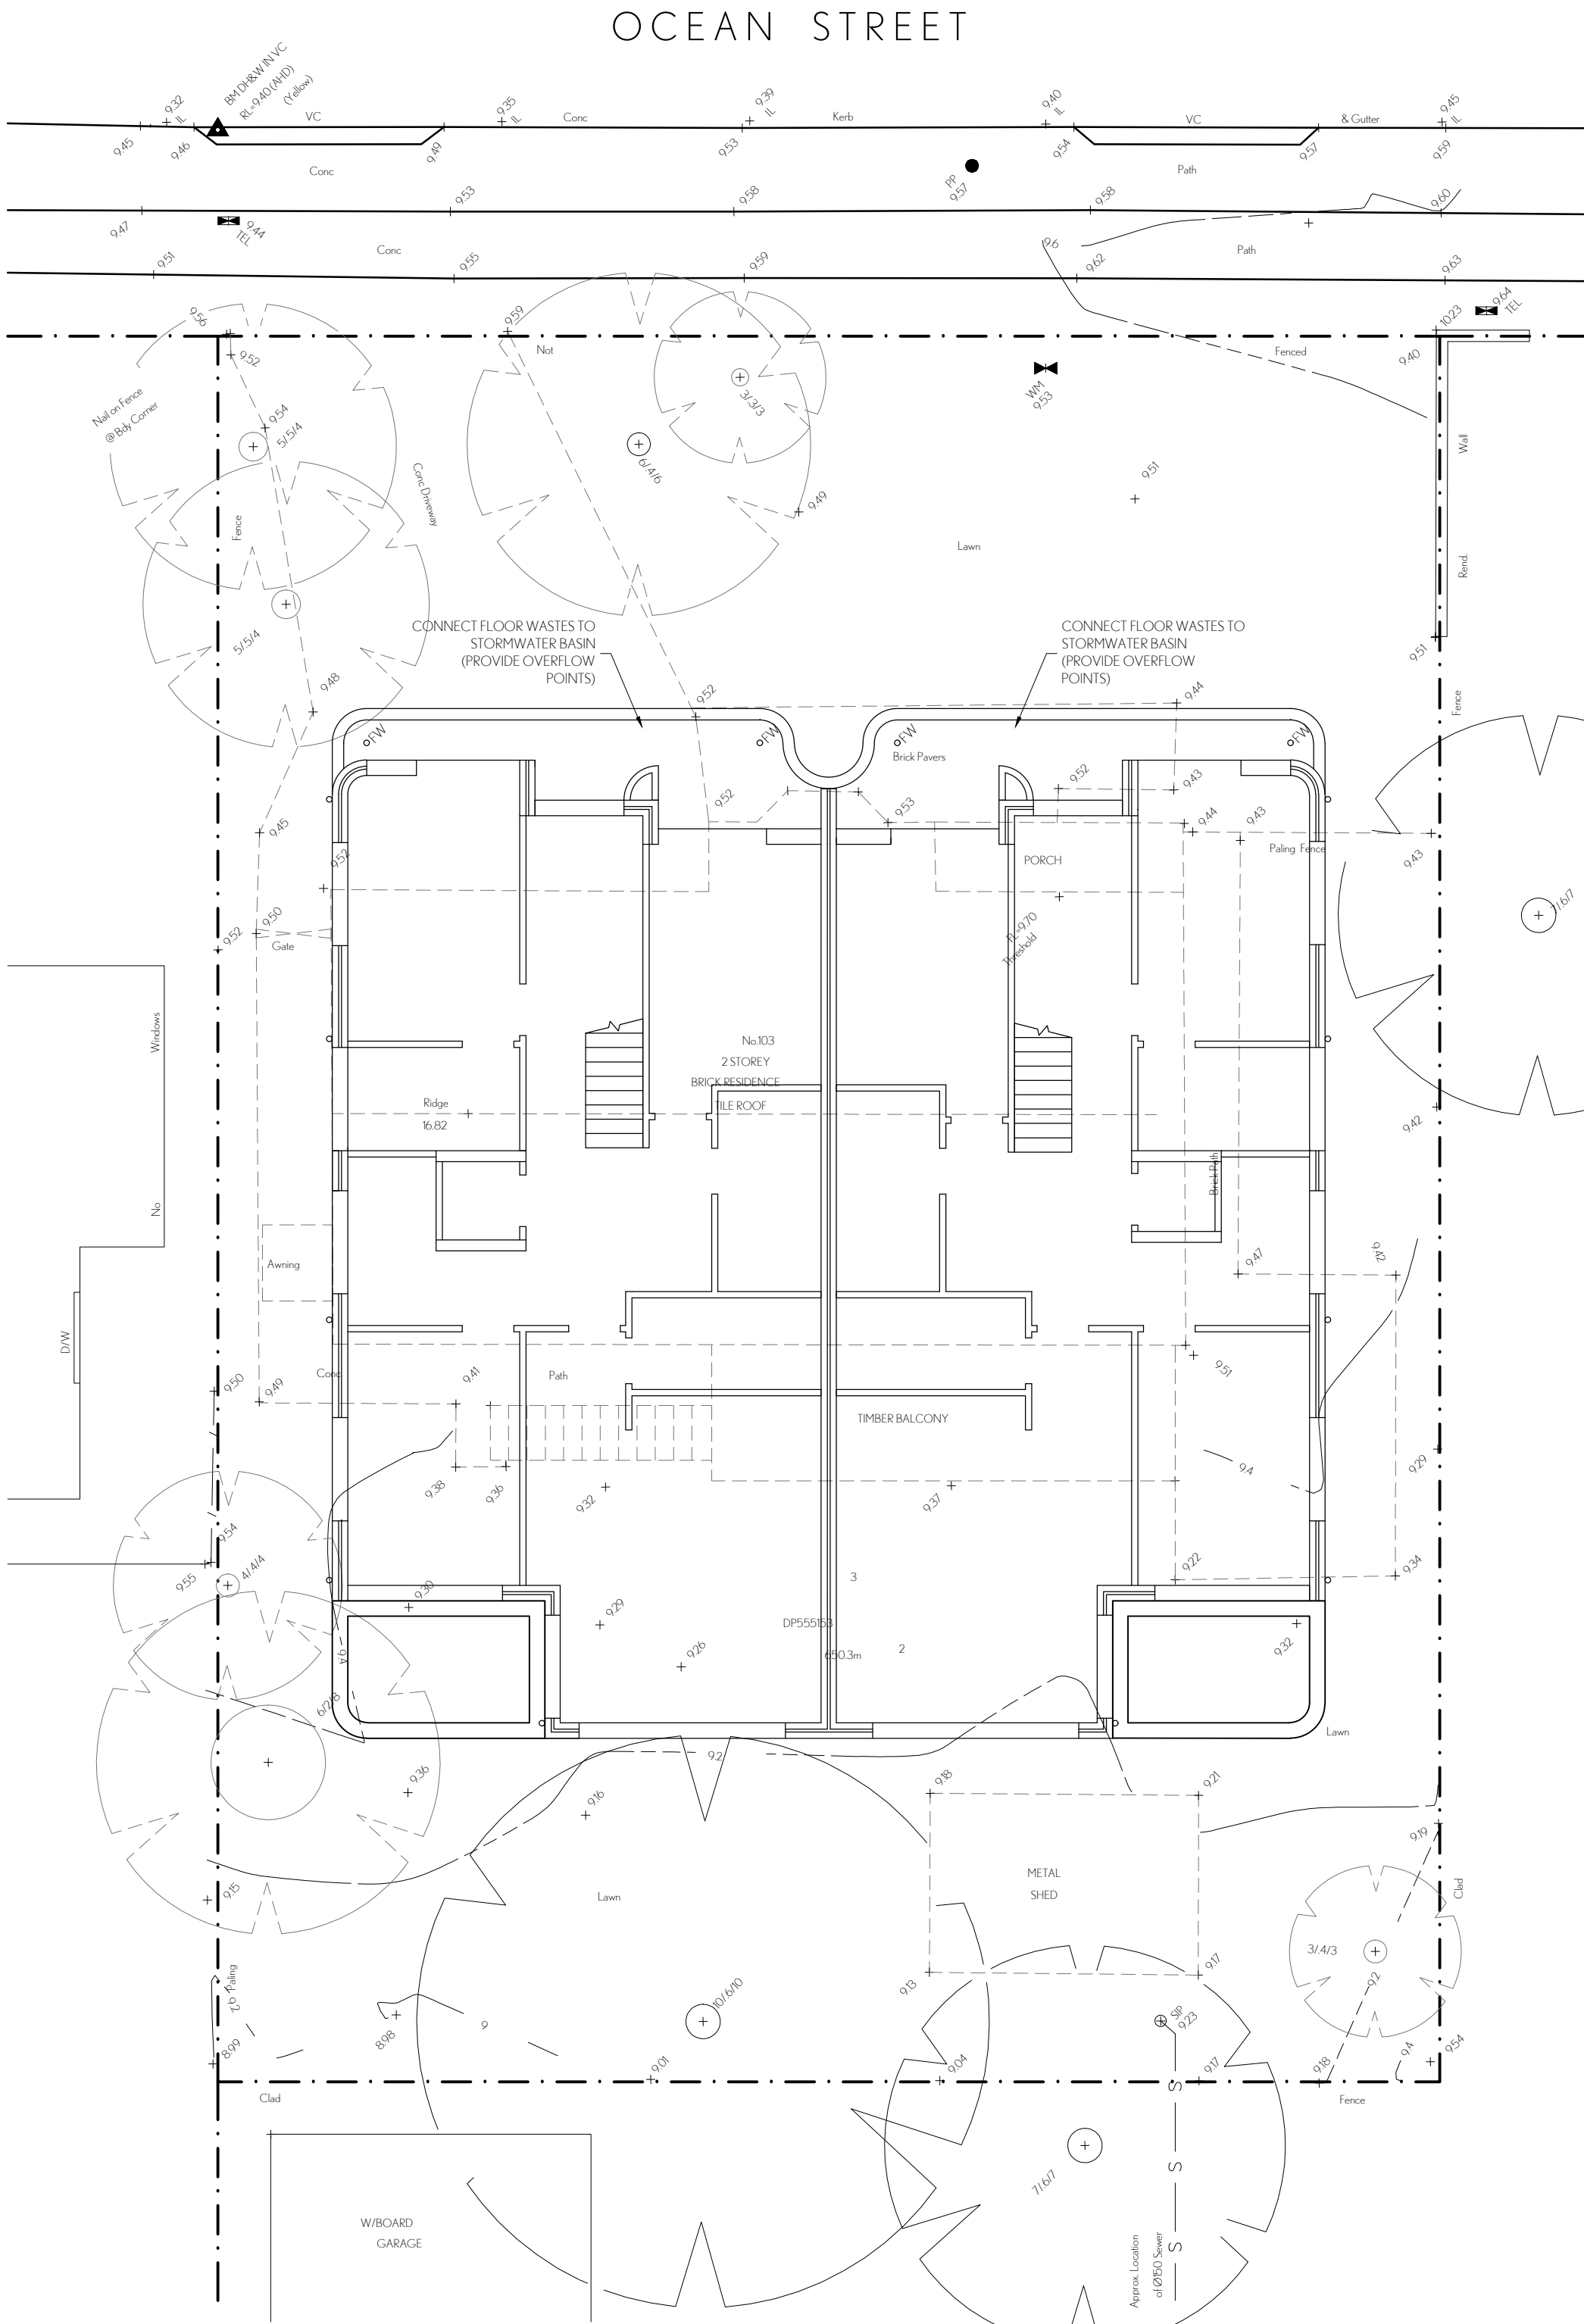 OCEAN STREET
BM DH&W IN VC
RL=9.40 (AHD)
(Yellow)
9.32
IL
VC
9.35
IL
Conc
9.39
IL
Kerb
9.40
IL
VC
& Gutter
9.45
IL
9.45
9.46
9.49
9.53
9.54
9.57
9.59
Conc
PP
9.57
Path
9.53
9.58
9.58
9.60
9.47
9.44
TEL
Conc
9.6
Path
9.51
9.55
9.59
9.62
9.63
9.64
TEL
9.56
9.59
10.23
9.52
Not
Fenced
9.40
Nail on Fence
@ Bdy Corner
9.54
5/.5/4
3/.3/3
WM
9.53
Wall
6/.4/6
Conc Driveway
9.49
9.51
Fence
Lawn
Rend.
5/.5/4
CONNECT FLOOR WASTES TO
STORMWATER BASIN
(PROVIDE OVERFLOW
POINTS)
CONNECT FLOOR WASTES TO
STORMWATER BASIN
(PROVIDE OVERFLOW
POINTS)
9.51
9.48
9.52
9.44
Fence
FW
FW
FW
FW
Brick Pavers
9.52
9.43
9.45
9.52
9.53
9.44
9.43
9.52
Paling Fence
9.43
PORCH
7/.6/7
9.52
9.50
Gate
FL=9.70
Threshold
Windows
No.103
2 STOREY
BRICK RESIDENCE
TILE ROOF
Ridge
16.82
9.42
Brick Path
No
Awning
9.47
9.42
D/W
9.50
9.49
Conc
9.41
Path
9.51
TIMBER BALCONY
9.38
9.36
9.32
9.37
9.4
9.29
9.54
9.55
4/.4/4
9.30
9.22
9.34
3
9.29
DP555153
9.26
650.3m
2
9.32
9.4
6/.2/8
Lawn
9.2
9.36
9.16
9.18
9.21
9.19
METAL
SHED
Lawn
9.15
Clad
3/.4/3
9.2
Paling
9.2
9.13
9.17
10/.6/10
SIP
9.23
8.98
9
8.99
9.01
9.04
9.17
9.18
9.4
9.54
Clad
Fence
S
7/.6/7
S
W/BOARD
GARAGE
S
Approx. Location
of Ø150 Sewer